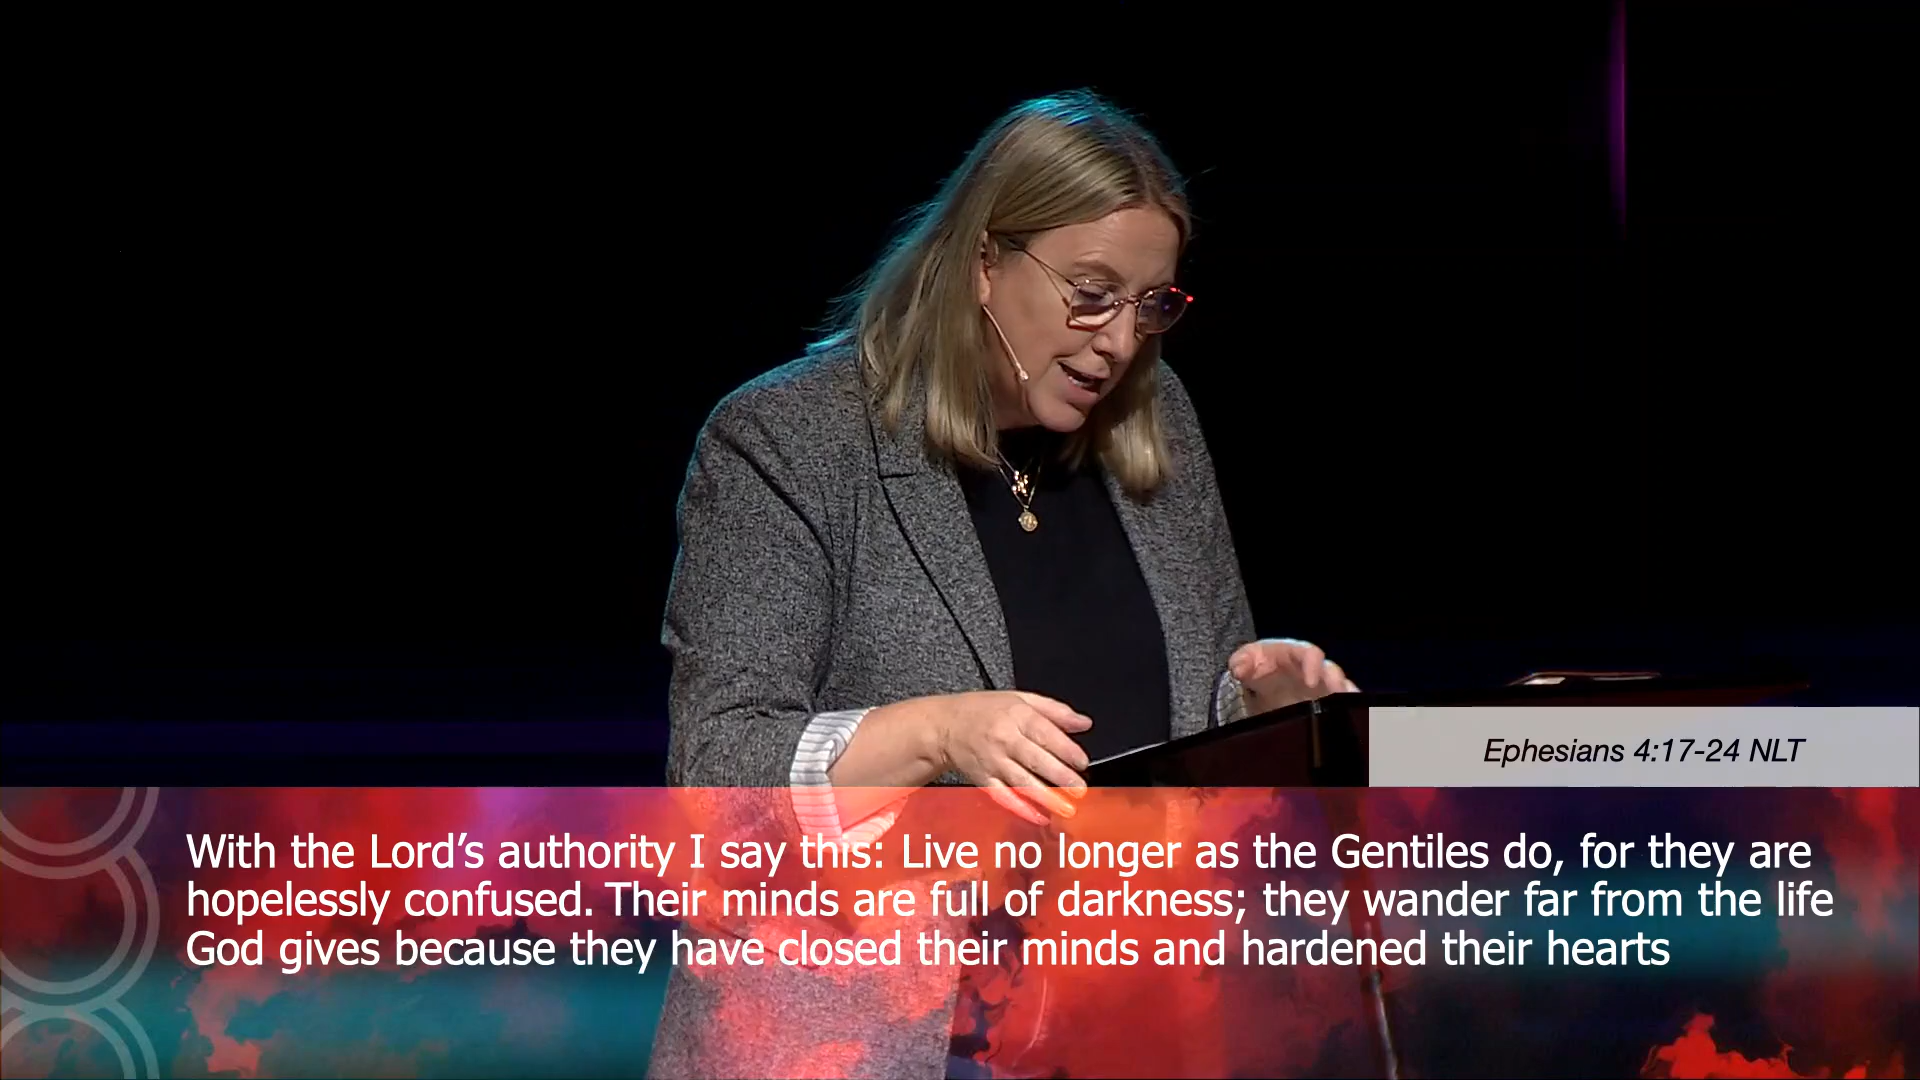 Ephesians 4:17-24 NLT
With the Lord’s authority I say this: Live no longer as the Gentiles do, for they are
hopelessly confused. Their minds are full of darkness; they wander far from the life
God gives because they have closed their minds and hardened their hearts